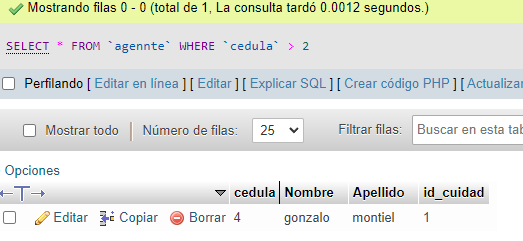 Mostrando filas 0 - 0 (total de 1, La consulta tardó 0.0012 segundos.)
SELECT * FROM `agennte` WHERE `cedula` > 2
Perfilando [ Editar en línea ] [ Editar ] [ Explicar SQL ] [ Crear código PHP ] [ Actualizar
Mostrar todo Número de filas: 25 Filtrar filas: Buscar en esta tab
Opciones
←T→ cedula Nombre Apellido id_cuidad
Editar Copiar Borrar 4 gonzalo montiel 1